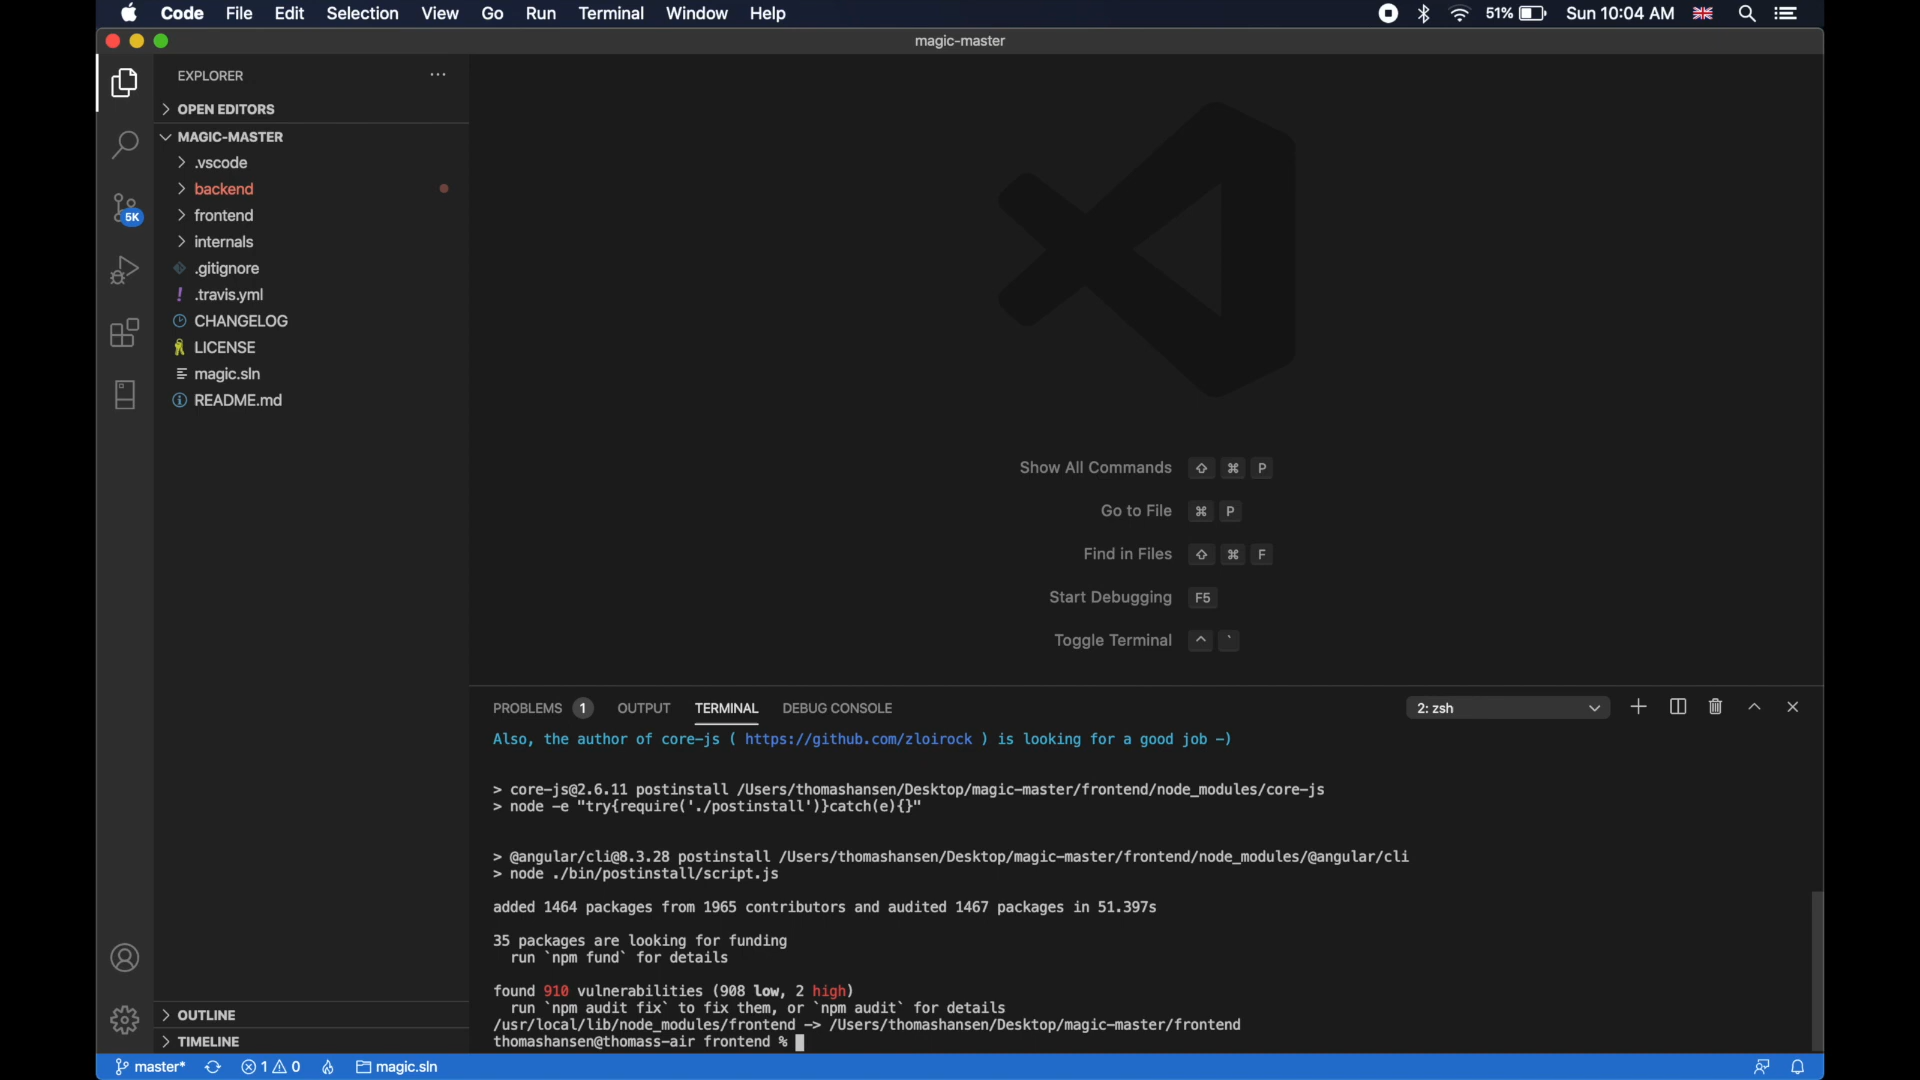 Code File Edit Selection View Go Run Terminal Window Help 51% Sun 10:04 AM
magic-master
EXPLORER ···
OPEN EDITORS
MAGIC-MASTER
.vscode
backend
frontend
5K
internals
.gitignore
! .travis.yml
CHANGELOG
LICENSE
magic.sln
README.md
Show All Commands ⇧ ⌘ P
Go to File ⌘ P
Find in Files ⇧ ⌘ F
Start Debugging F5
Toggle Terminal ^ `
PROBLEMS 1 OUTPUT TERMINAL DEBUG CONSOLE 2: zsh
Also, the author of core-js ( https://github.com/zloirock ) is looking for a good job -)
> core-js@2.6.11 postinstall /Users/thomashansen/Desktop/magic-master/frontend/node_modules/core-js
> node -e "try{require('./postinstall')}catch(e){}"
> @angular/cli@8.3.28 postinstall /Users/thomashansen/Desktop/magic-master/frontend/node_modules/@angular/cli
> node ./bin/postinstall/script.js
added 1464 packages from 1965 contributors and audited 1467 packages in 51.397s
35 packages are looking for funding
run `npm fund` for details
found 910 vulnerabilities (908 low, 2 high)
run `npm audit fix` to fix them, or `npm audit` for details
/usr/local/lib/node_modules/frontend -> /Users/thomashansen/Desktop/magic-master/frontend
thomashansen@thomass-air frontend %
OUTLINE
TIMELINE
master* 1 0 magic.sln